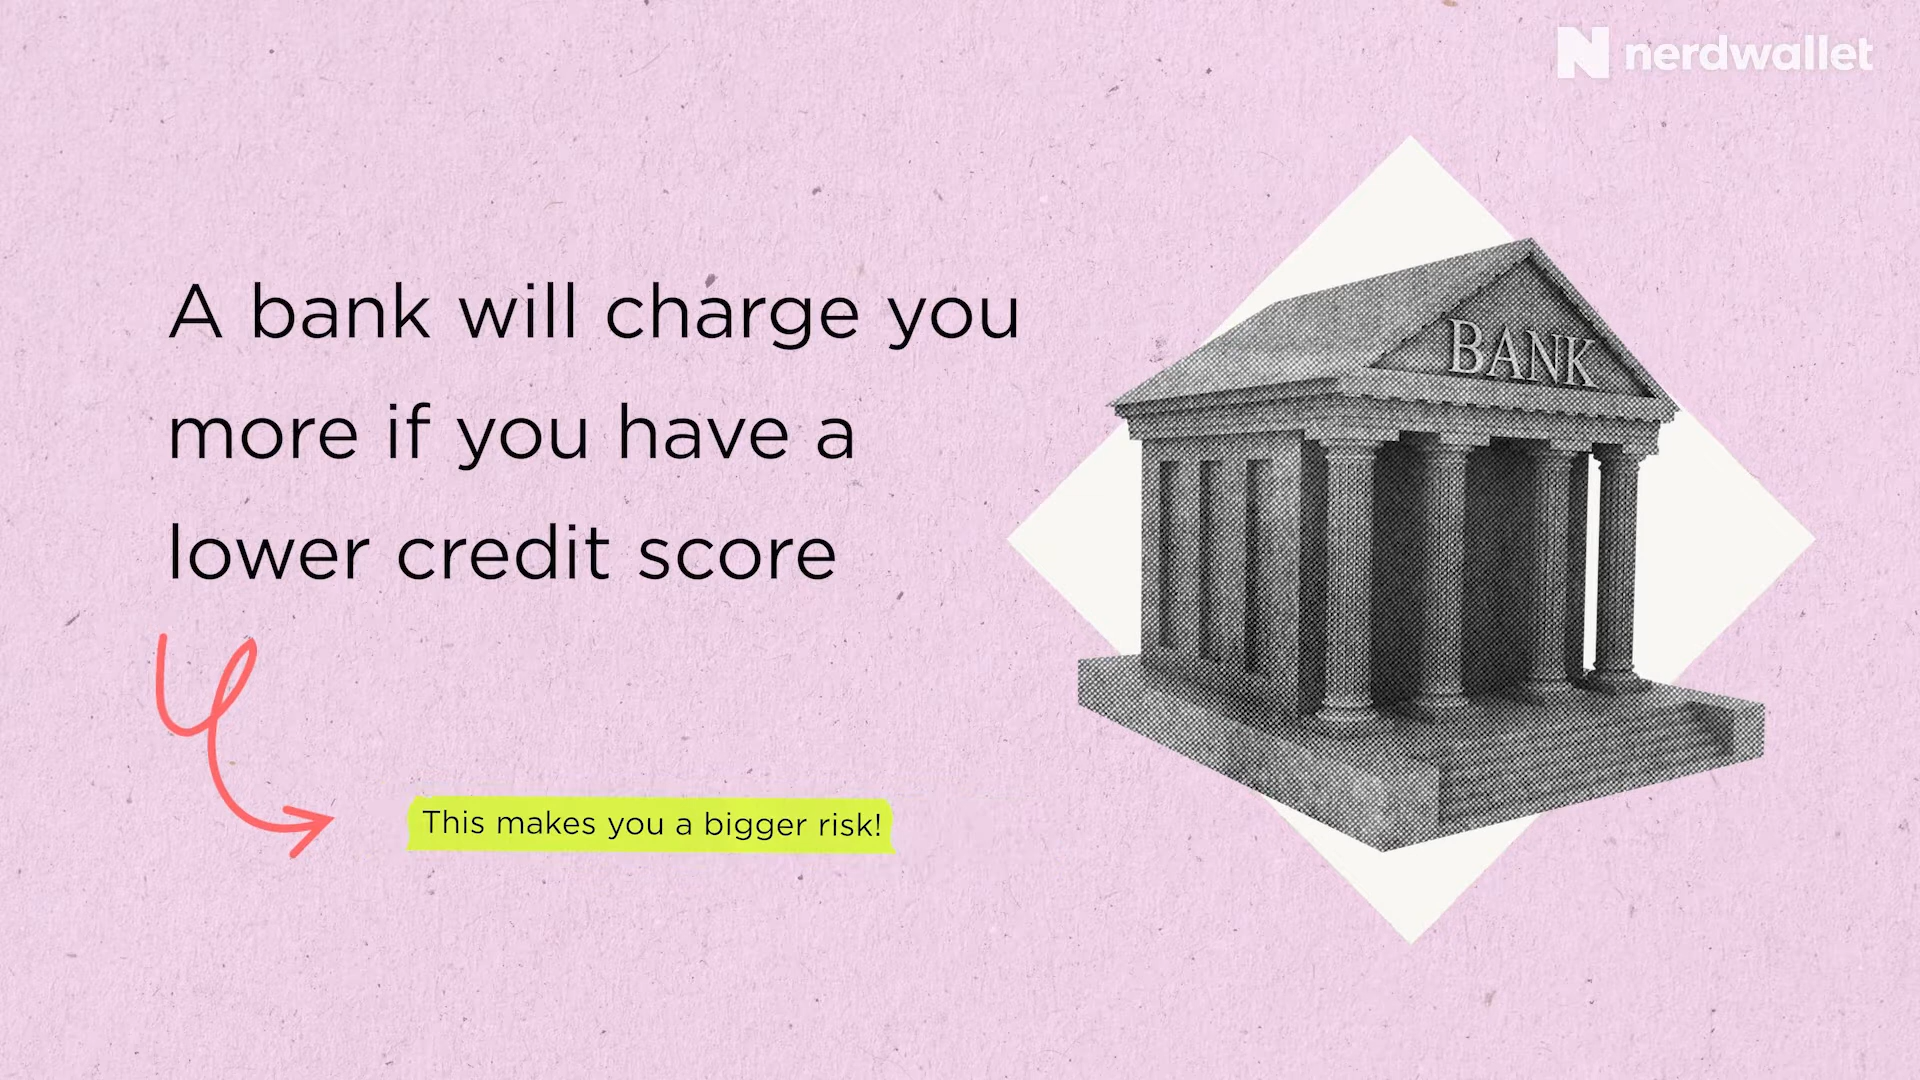 nerdwallet
A bank will charge you
more if you have a
lower credit score
This makes you a bigger risk!
BANK